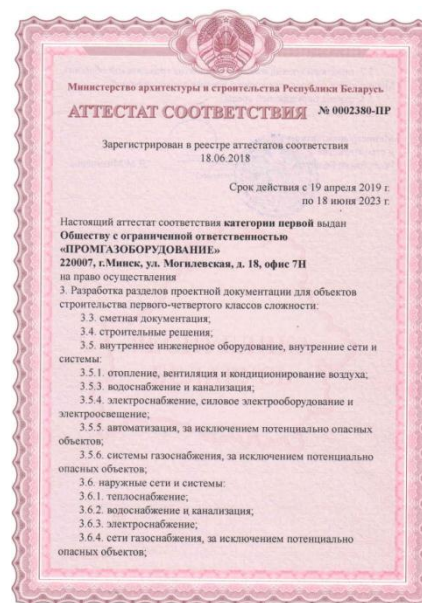 Министерство архитектуры и строительства Республики Беларусь
АТТЕСТАТ СООТВЕТСТВИЯ № 0002380-ПР
Зарегистрирован в реестре аттестатов соответствия
18.06.2018
Срок действия с 19 апреля 2019 г.
по 18 июня 2023 г.
Настоящий аттестат соответствия категории первой выдан
Обществу с ограниченной ответственностью
«ПРОМГАЗОБОРУДОВАНИЕ»
220007, г.Минск, ул. Могилевская, д. 18, офис 7Н
на право осуществления
3. Разработка разделов проектной документации для объектов
строительства первого-четвертого классов сложности:
3.3. сметная документация;
3.4. строительные решения;
3.5. внутреннее инженерное оборудование, внутренние сети и
системы:
3.5.1. отопление, вентиляция и кондиционирование воздуха;
3.5.3. водоснабжение и канализация;
3.5.4. электроснабжение, силовое электрооборудование и
электроосвещение;
3.5.5. автоматизация, за исключением потенциально опасных
объектов;
3.5.6. системы газоснабжения, за исключением потенциально
опасных объектов;
3.6. наружные сети и системы:
3.6.1. теплоснабжение;
3.6.2. водоснабжение и канализация;
3.6.3. электроснабжение;
3.6.4. сети газоснабжения, за исключением потенциально
опасных объектов;